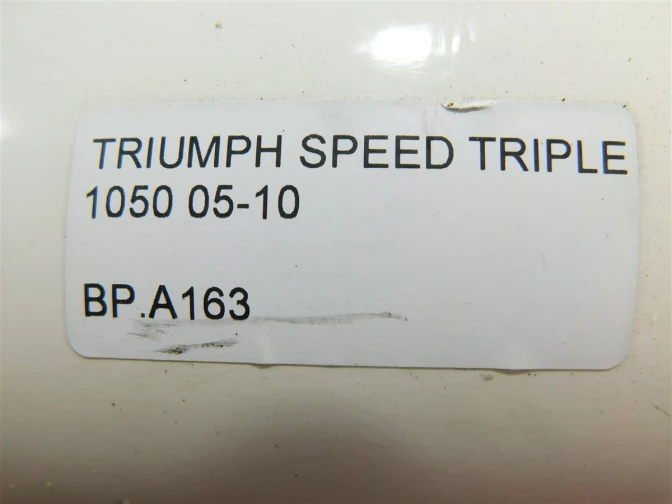 TRIUMPH SPEED TRIPLE
1050 05-10
BP.A163